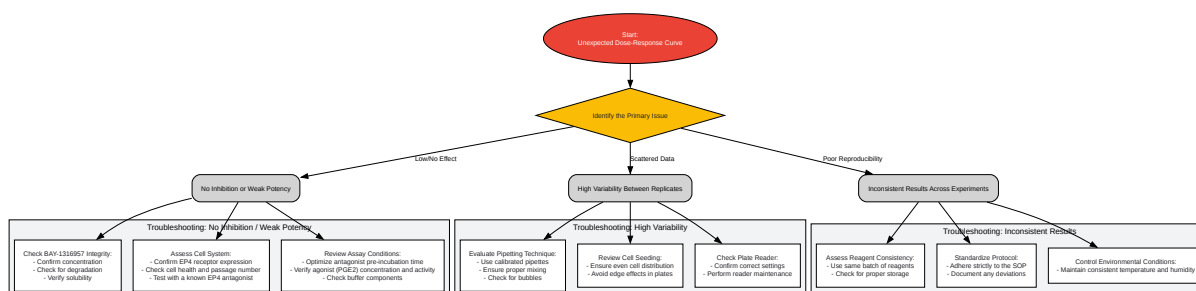 Start:
Unexpected Dose-Response Curve
Identify the Primary Issue
Low/No Effect
Scattered Data
Poor Reproducibility
No Inhibition or Weak Potency
High Variability Between Replicates
Inconsistent Results Across Experiments
Troubleshooting: No Inhibition / Weak Potency
Check BAY-1316957 Integrity:
- Confirm concentration
- Check for degradation
- Verify solubility
Assess Cell System:
- Confirm EP4 receptor expression
- Check cell health and passage number
- Test with a known EP4 antagonist
Review Assay Conditions:
- Optimize antagonist pre-incubation time
- Verify agonist (PGE2) concentration and activity
- Check buffer components
Troubleshooting: High Variability
Evaluate Pipetting Technique:
- Use calibrated pipettes
- Ensure proper mixing
- Check for bubbles
Review Cell Seeding:
- Ensure even cell distribution
- Avoid edge effects in plates
Check Plate Reader:
- Confirm correct settings
- Perform reader maintenance
Troubleshooting: Inconsistent Results
Assess Reagent Consistency:
- Use same batch of reagents
- Check for proper storage
Standardize Protocol:
- Adhere strictly to the SOP
- Document any deviations
Control Environmental Conditions:
- Maintain consistent temperature and humidity